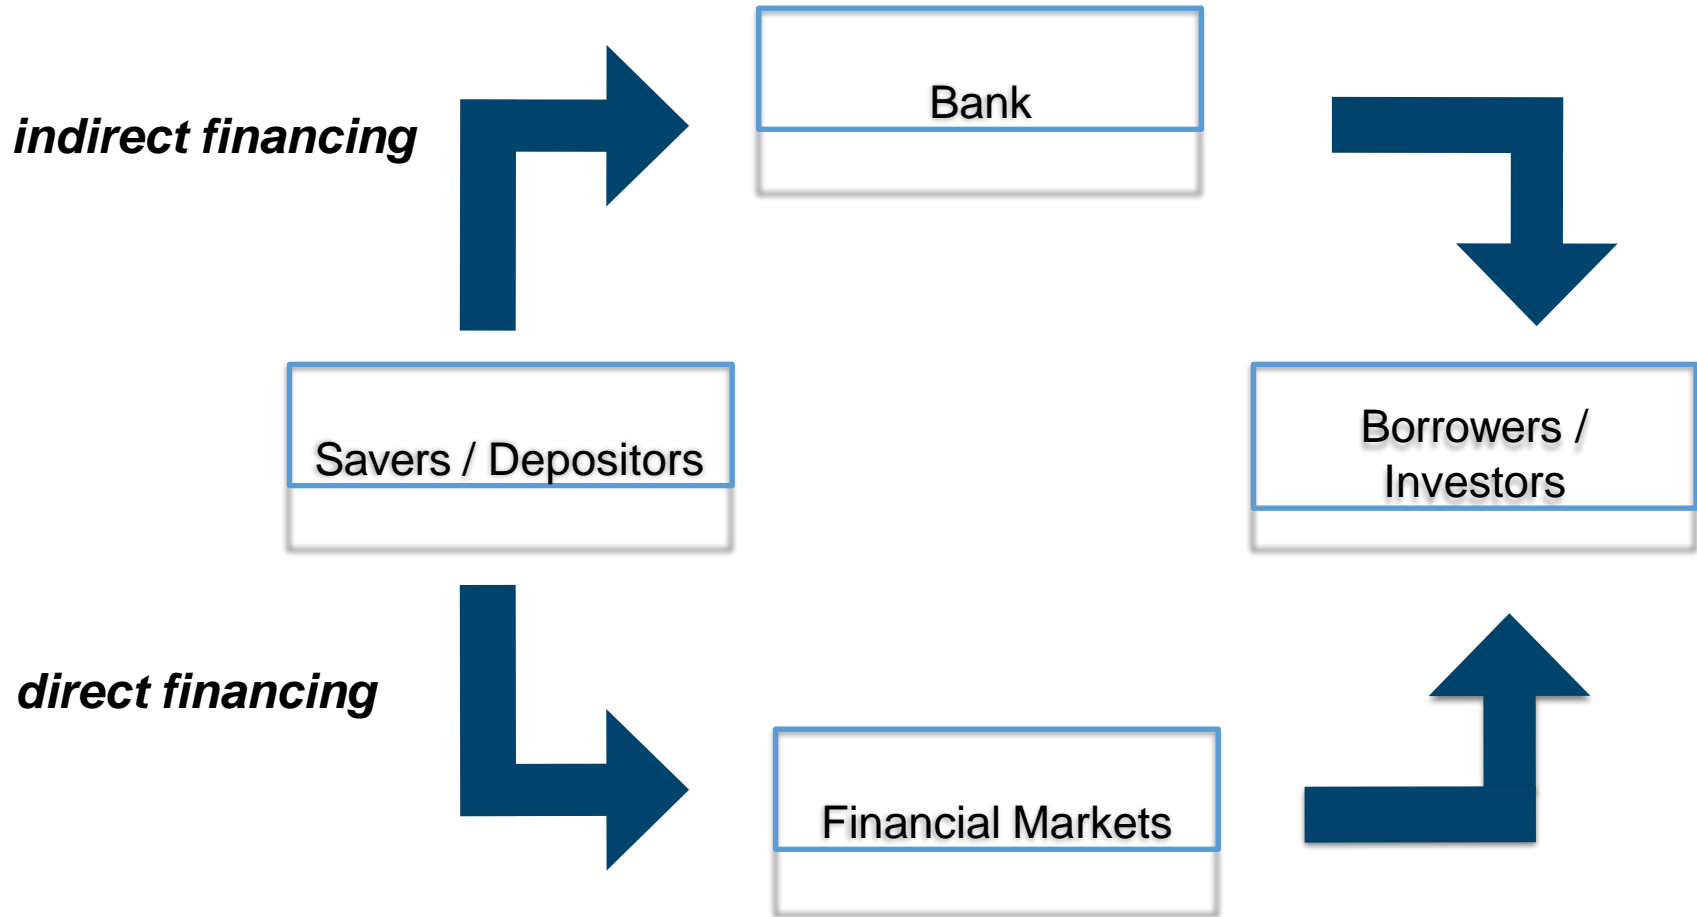 Bank
indirect financing
Savers / Depositors
Borrowers /
Investors
direct financing
Financial Markets